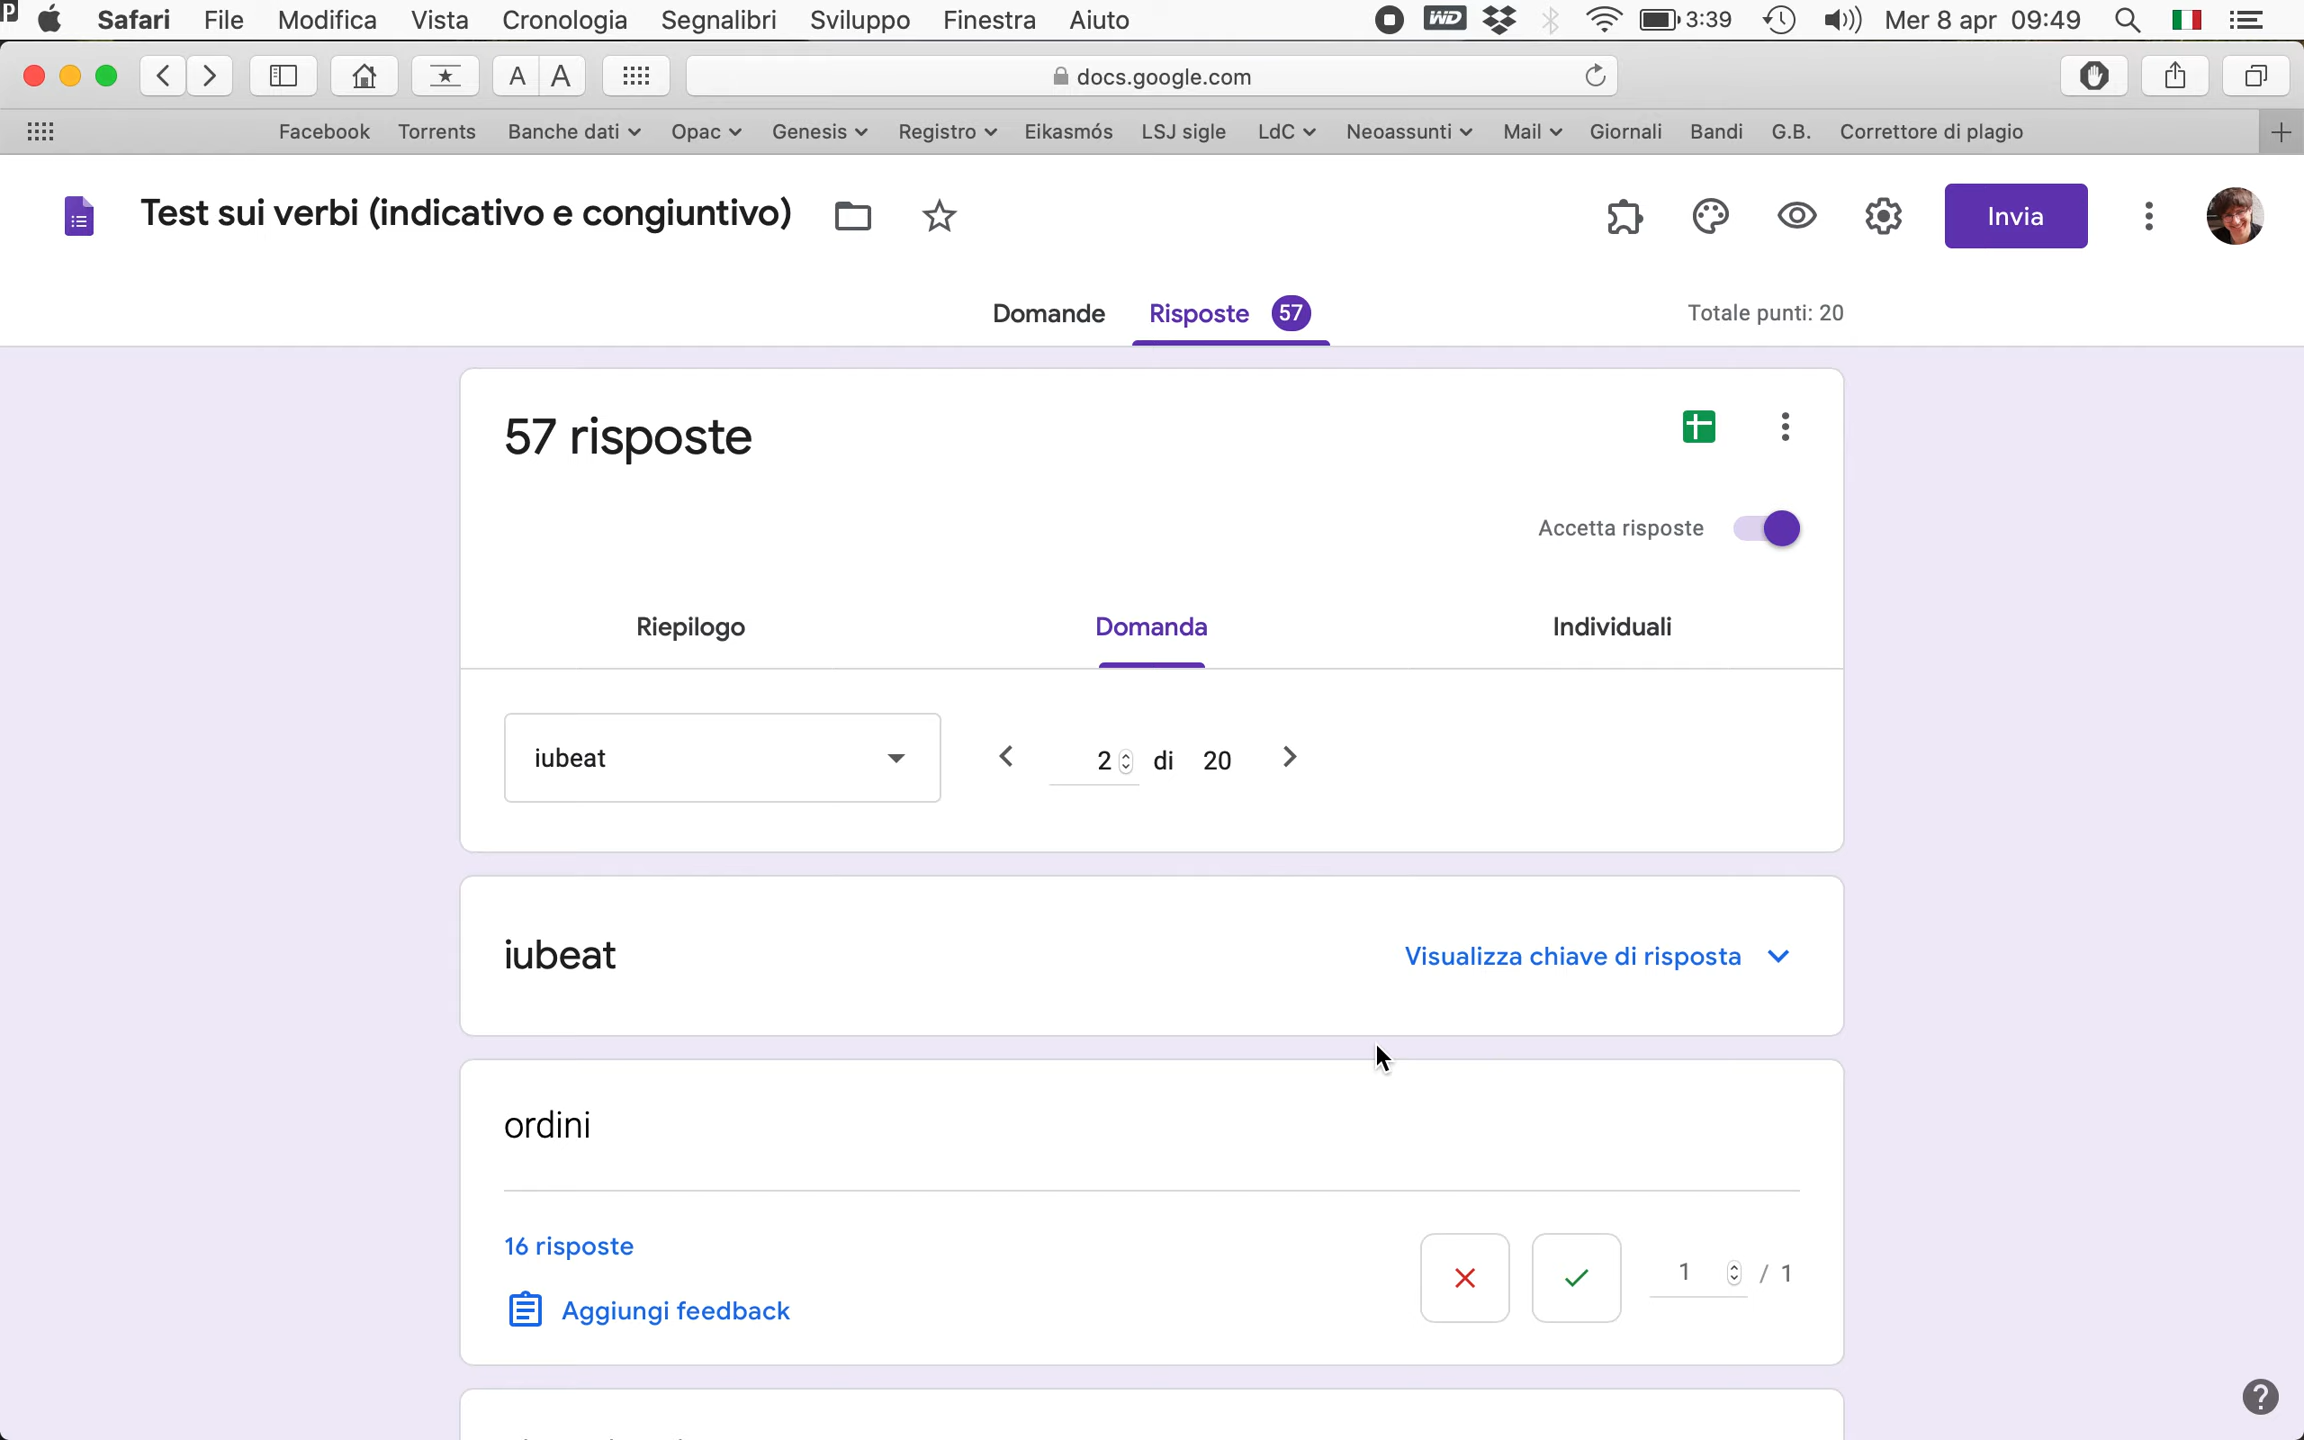 Safari File Modifica Vista Cronologia Segnalibri Sviluppo Finestra Aiuto WD 3:39 Mer 8 apr 09:49
A A docs.google.com
Facebook Torrents Banche dati Opac Genesis Registro Eikasmós LSJ sigle LdC Neoassunti Mail Giornali Bandi G.B. Correttore di plagio
Test sui verbi (indicativo e congiuntivo) Invia
Domande Risposte 57 Totale punti: 20
57 risposte
Accetta risposte
Riepilogo Domanda Individuali
iubeat 2 di 20
iubeat Visualizza chiave di risposta
ordini
16 risposte
1 / 1
Aggiungi feedback